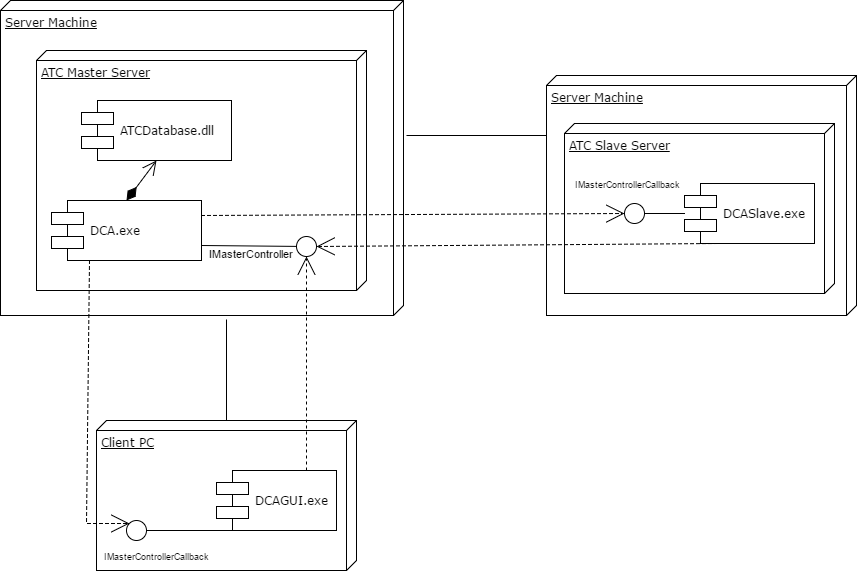 Server Machine
ATC Master Server
ATCDatabase.dll
DCA.exe
IMasterController
Server Machine
ATC Slave Server
IMasterControllerCallback
DCASlave.exe
Client PC
DCAGUI.exe
IMasterControllerCallback